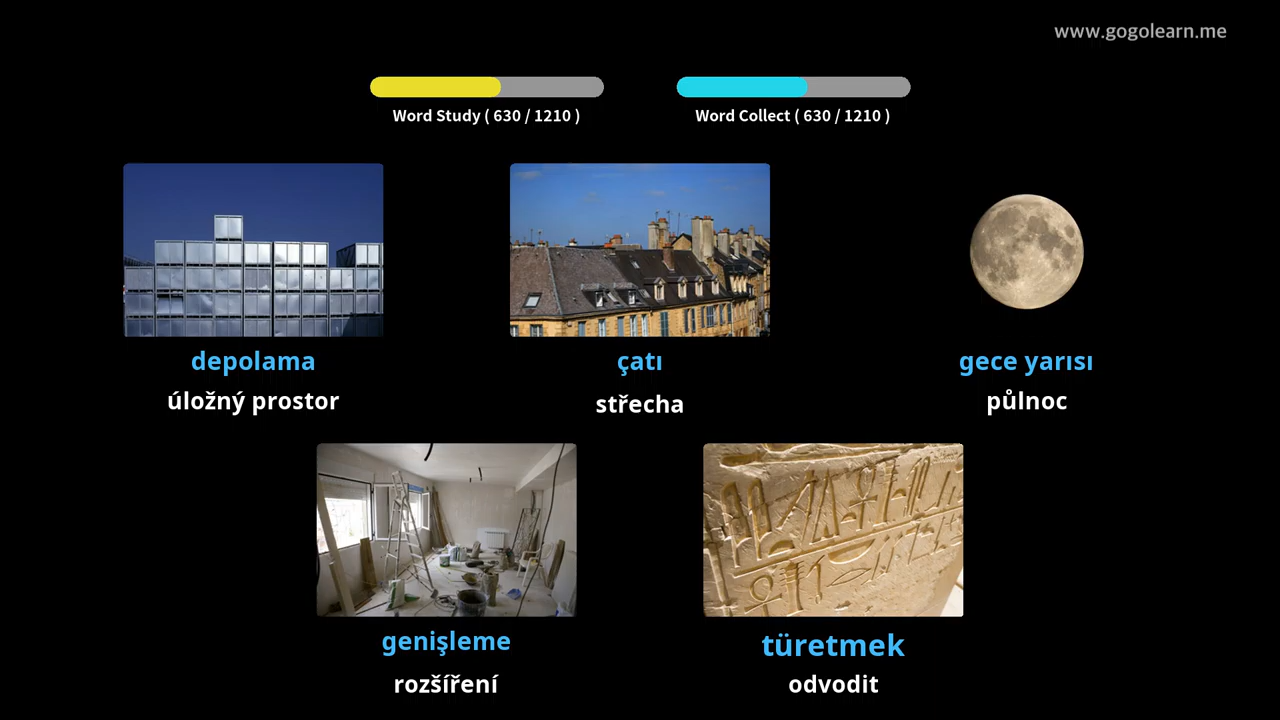 www.gogolearn.me
Word Study ( 630 / 1210 )
Word Collect ( 630 / 1210 )
depolama
úložný prostor
çatı
střecha
gece yarısı
půlnoc
genişleme
rozšíření
türetmek
odvodit